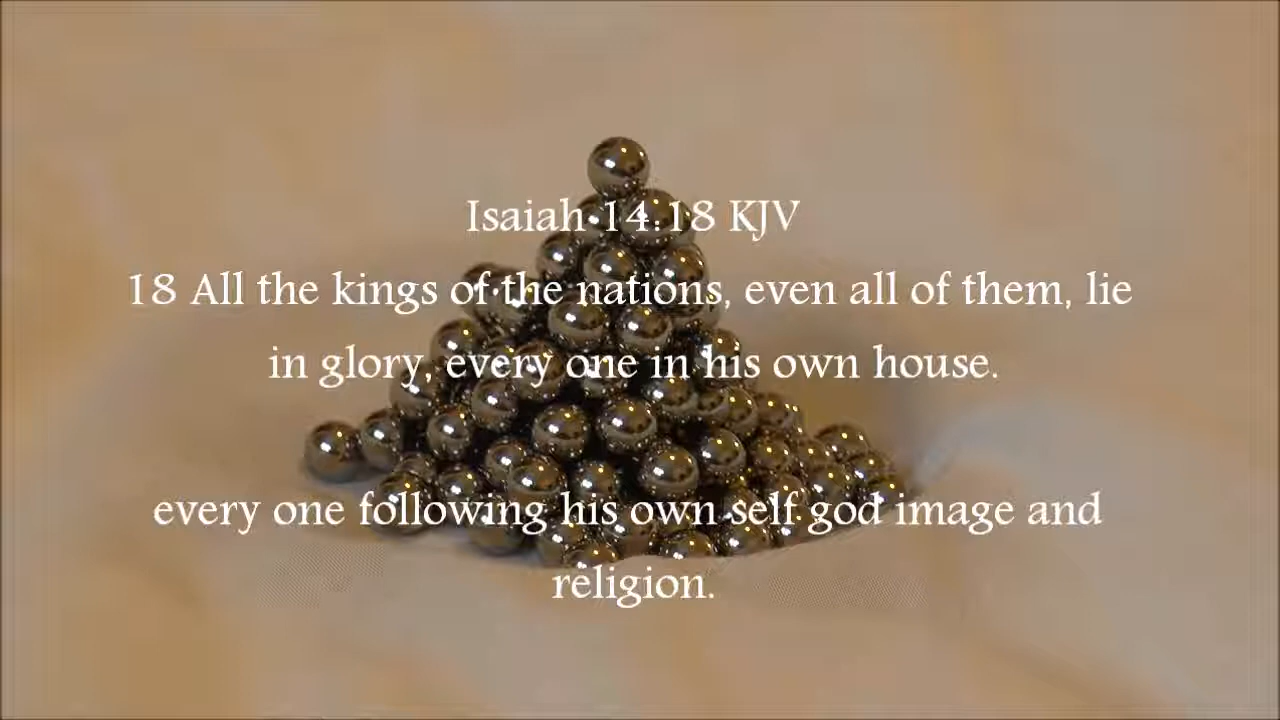 Isaiah 14:18 KJV
18 All the kings of the nations, even all of them, lie
in glory, every one in his own house.
every one following his own self god image and
religion.